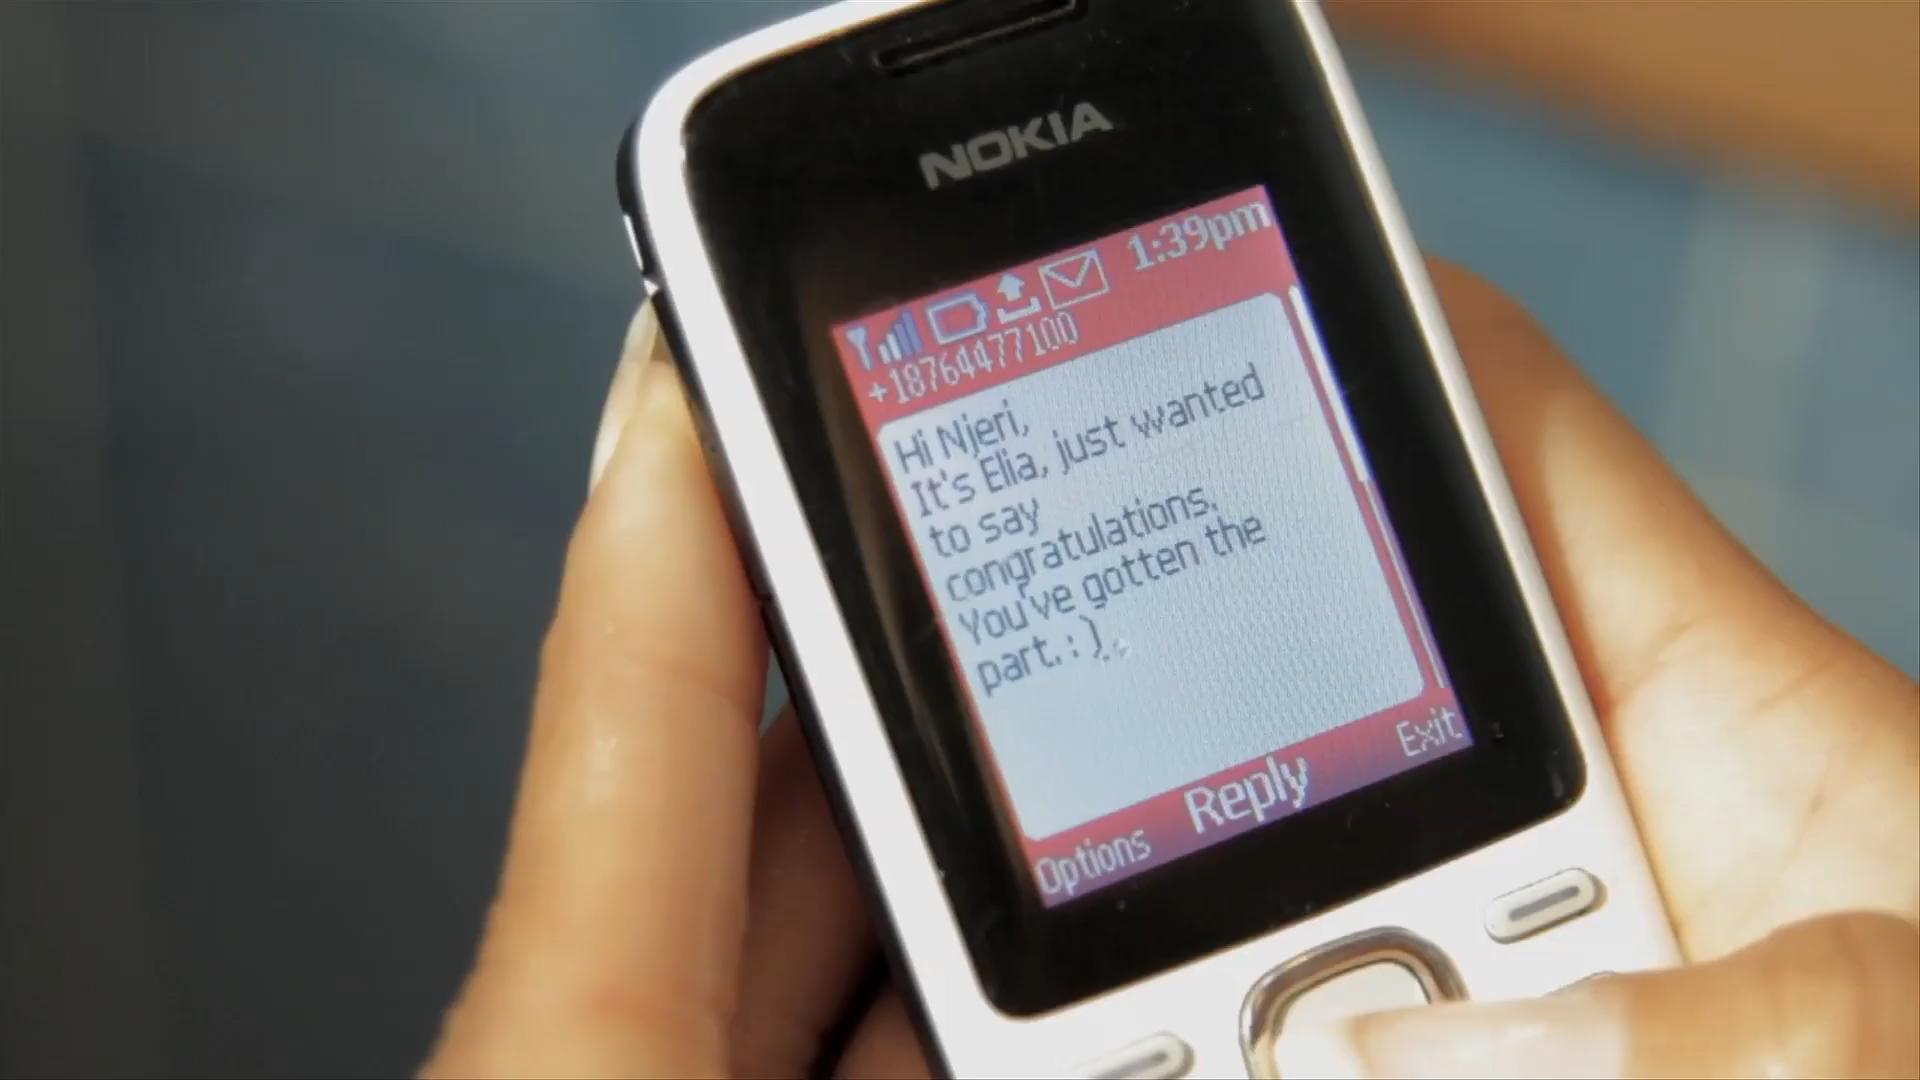 NOKIA
1:39pm
+18764477100
Hi Njeri,
It's Elia, just wanted
to say
congratulations.
You've gotten the
part. : ).
Options Reply Exit